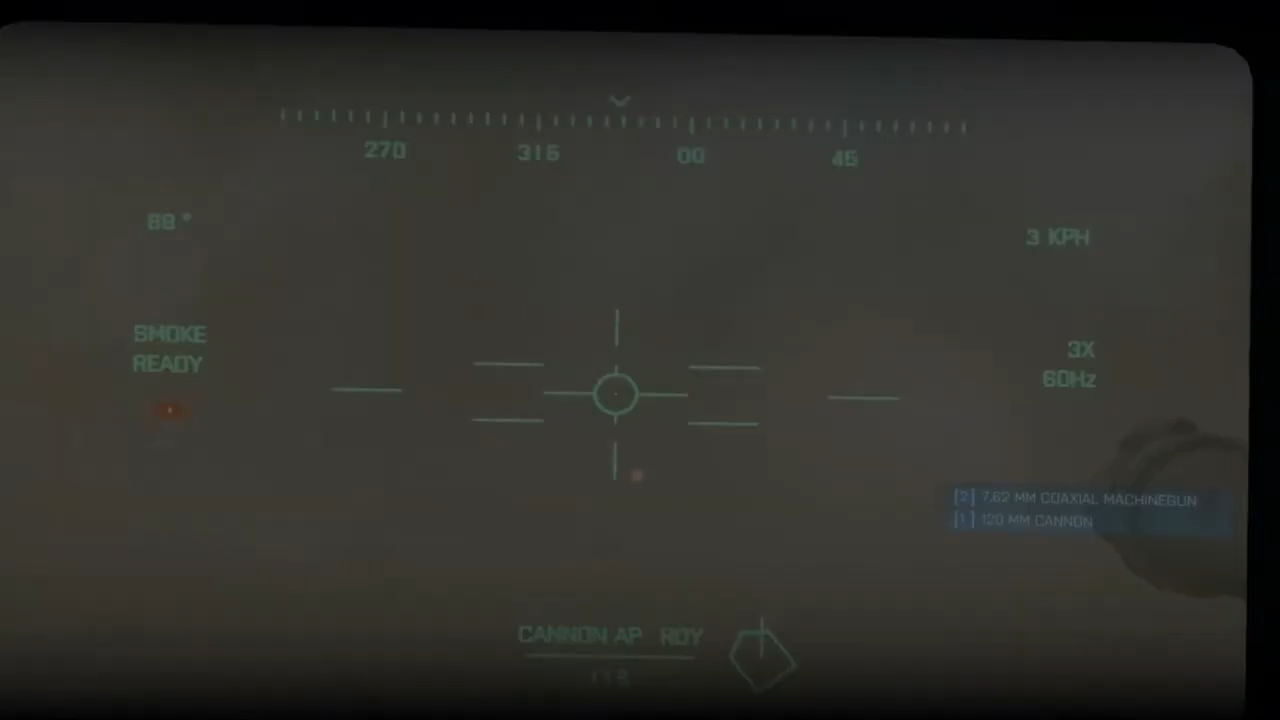 270 315 00 45
88°
3 KPH
SMOKE
READY
3X
60Hz
[2] 7.62 MM COAXIAL MACHINEGUN
[1] 120 MM CANNON
CANNON AP RDY